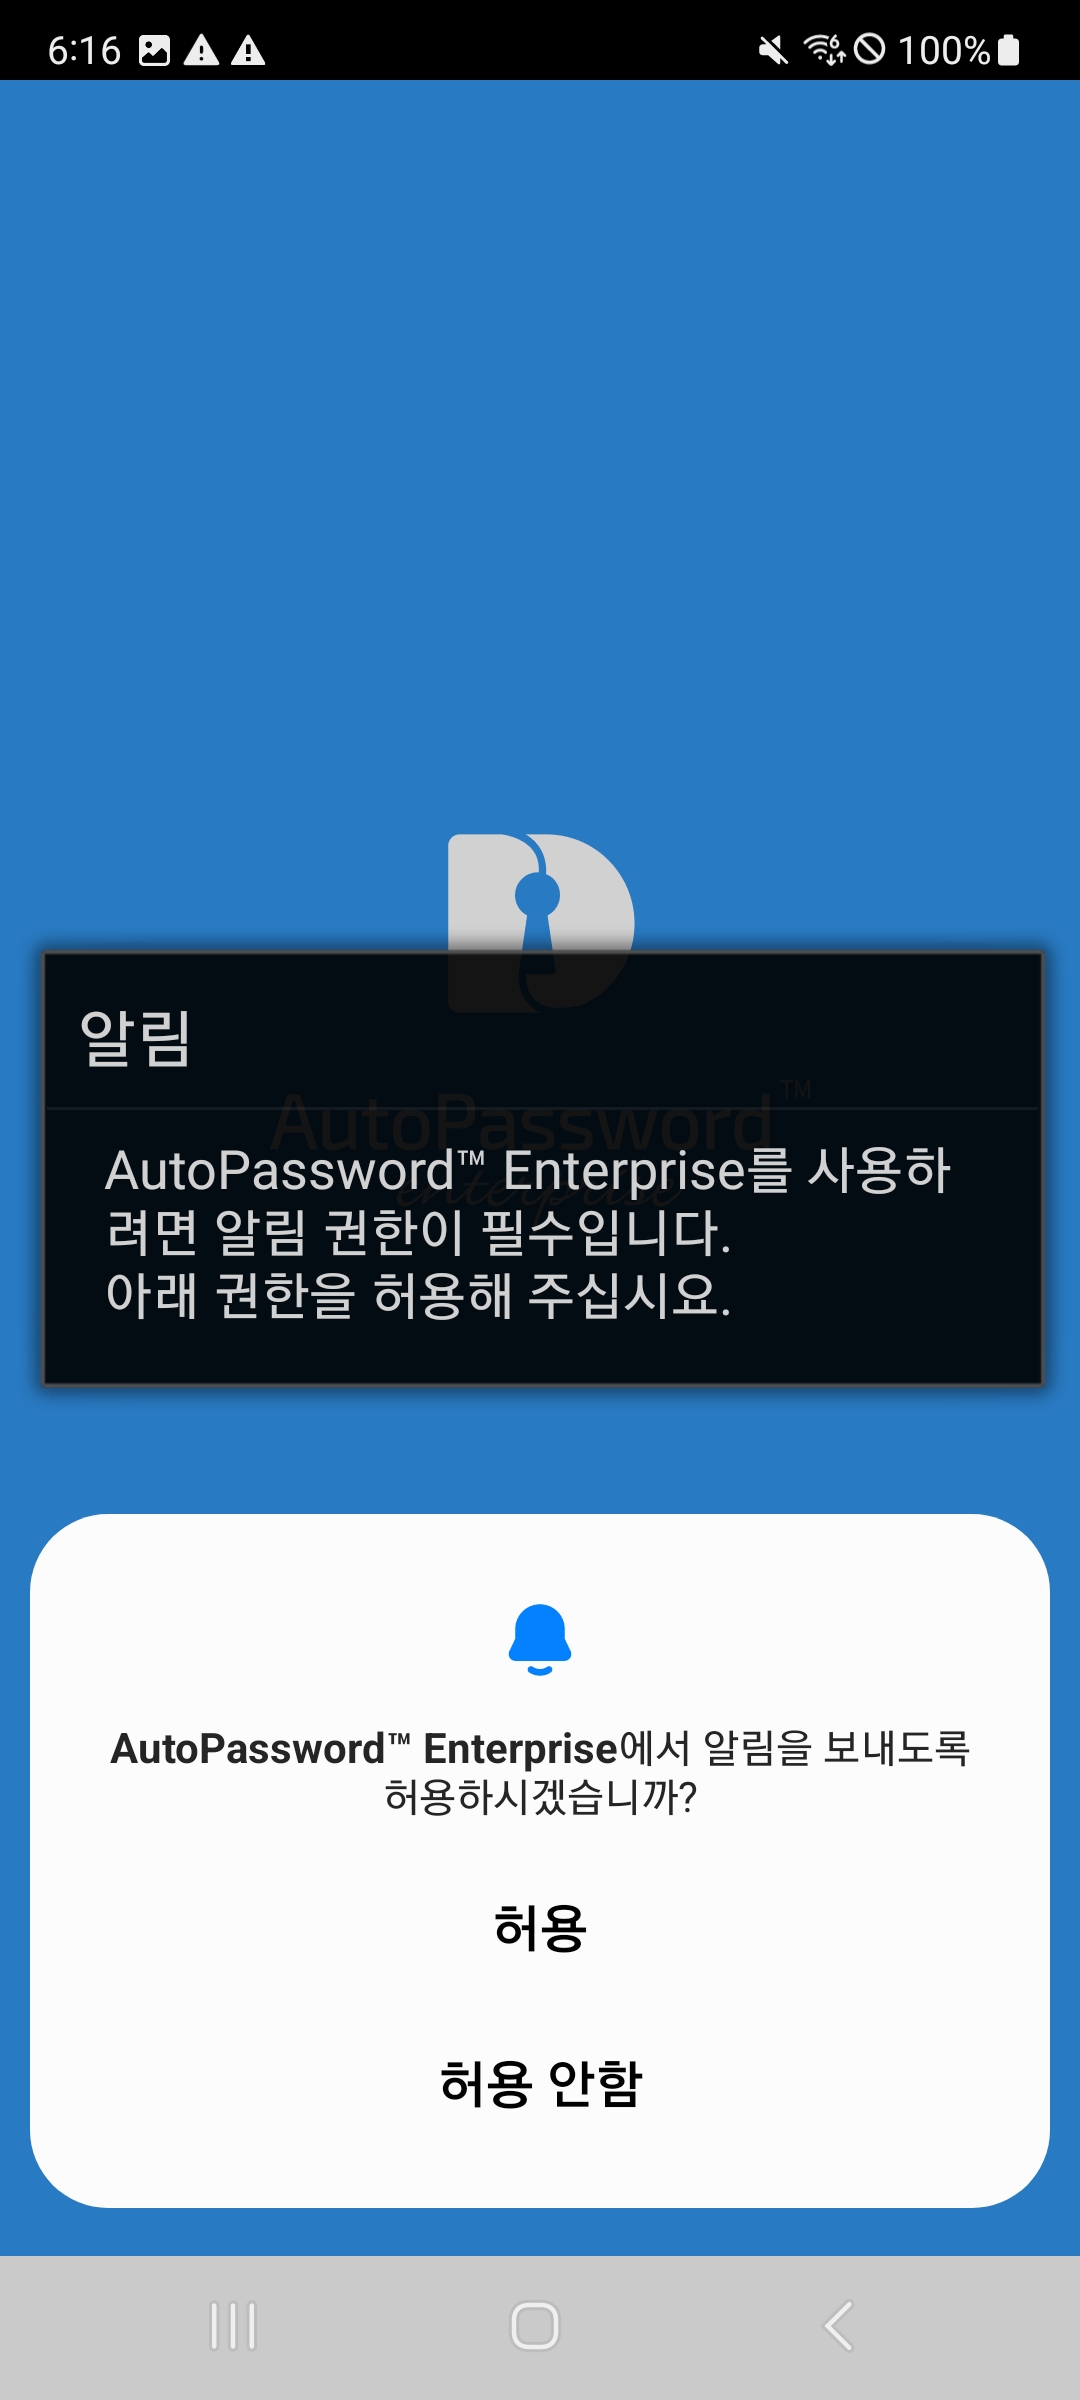 6:16
100%
알림
AutoPassword™
enterprise
AutoPassword™ Enterprise를 사용하
려면 알림 권한이 필수입니다.
아래 권한을 허용해 주십시요.
AutoPassword™ Enterprise에서 알림을 보내도록
허용하시겠습니까?
허용
허용 안함